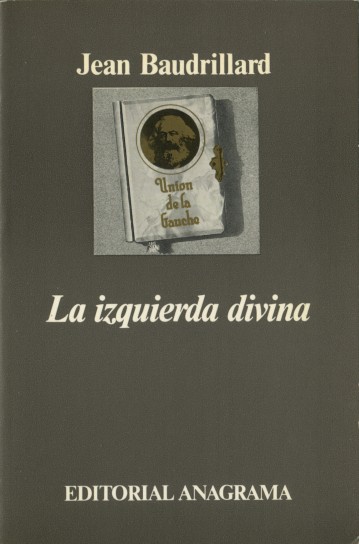 Jean Baudrillard
Union
de la
Gauche
La izquierda divina
EDITORIAL ANAGRAMA